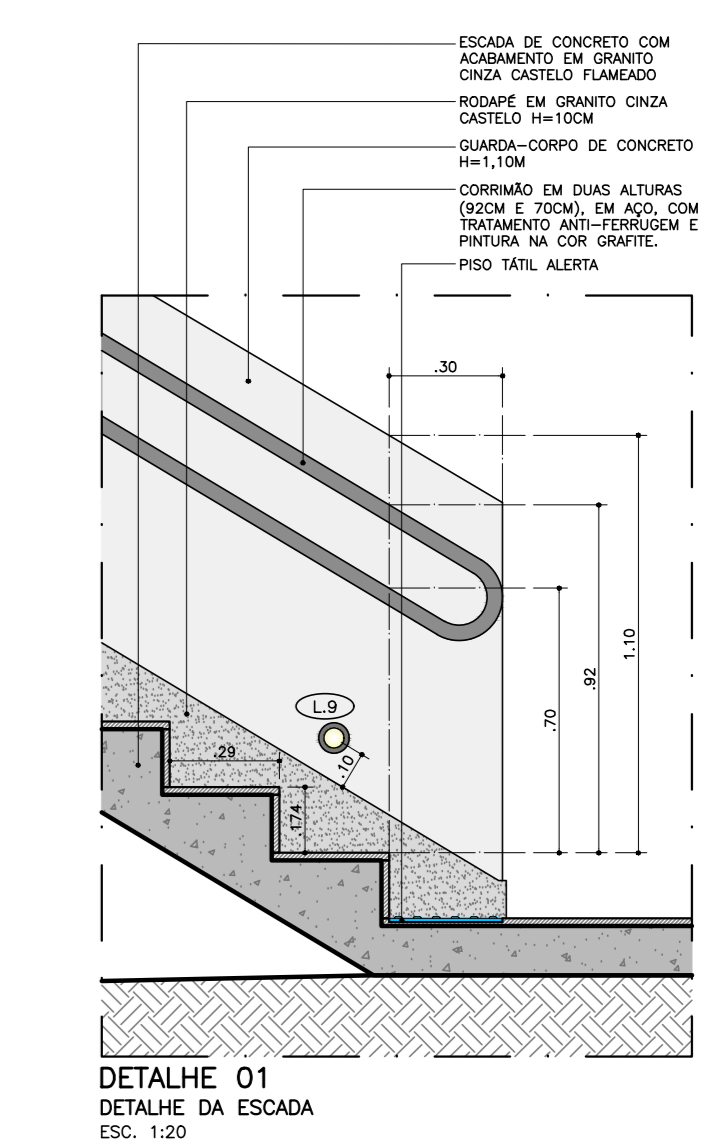 ESCADA DE CONCRETO COM
ACABAMENTO EM GRANITO
CINZA CASTELO FLAMEADO
RODAPÉ EM GRANITO CINZA
CASTELO H=10CM
GUARDA-CORPO DE CONCRETO
H=1,10M
CORRIMÃO EM DUAS ALTURAS
(92CM E 70CM), EM AÇO, COM
TRATAMENTO ANTI-FERRUGEM E
PINTURA NA COR GRAFITE.
PISO TÁTIL ALERTA
.30
1.10
.92
.70
L.9
.10
.29
.174
DETALHE 01
DETALHE DA ESCADA
ESC. 1:20